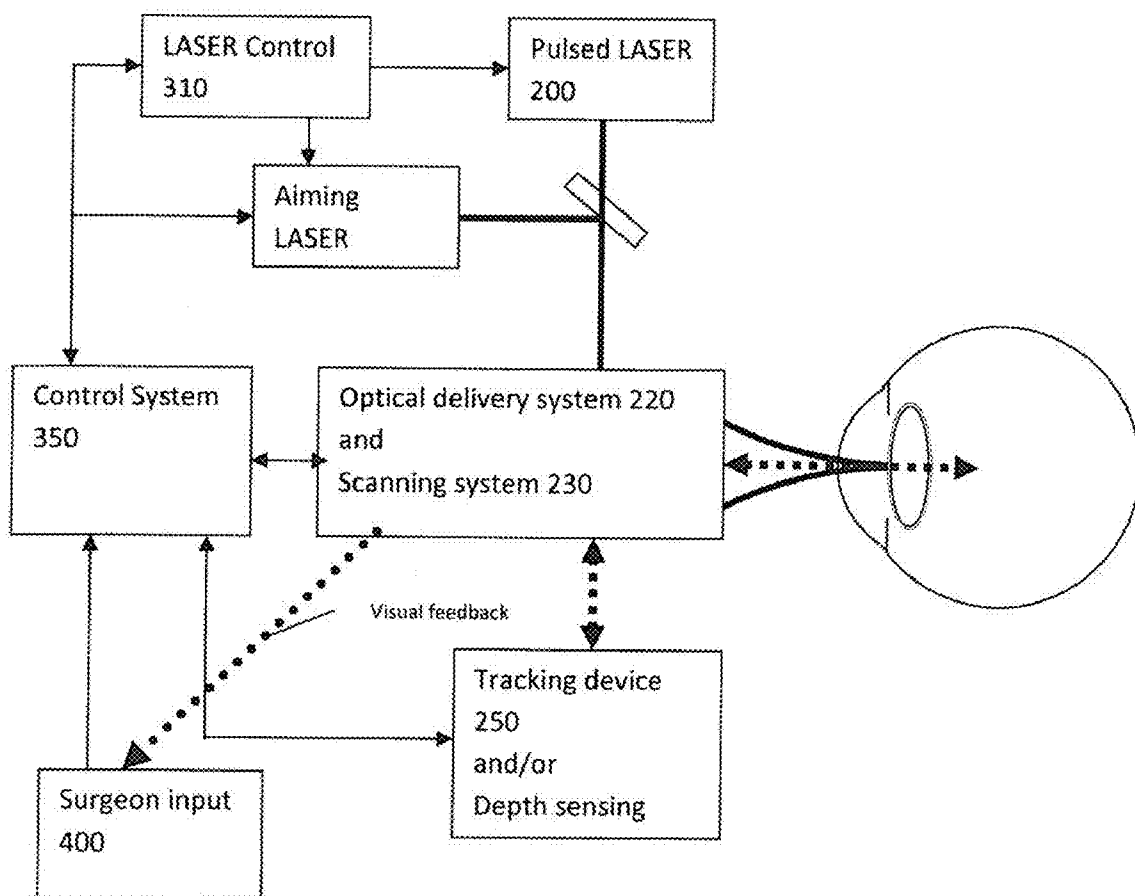 LASER Control
310
Pulsed LASER
200
Aiming
LASER
Control System
350
Optical delivery system 220
and
Scanning system 230
Visual feedback
Tracking device
250
and/or
Depth sensing
Surgeon input
400